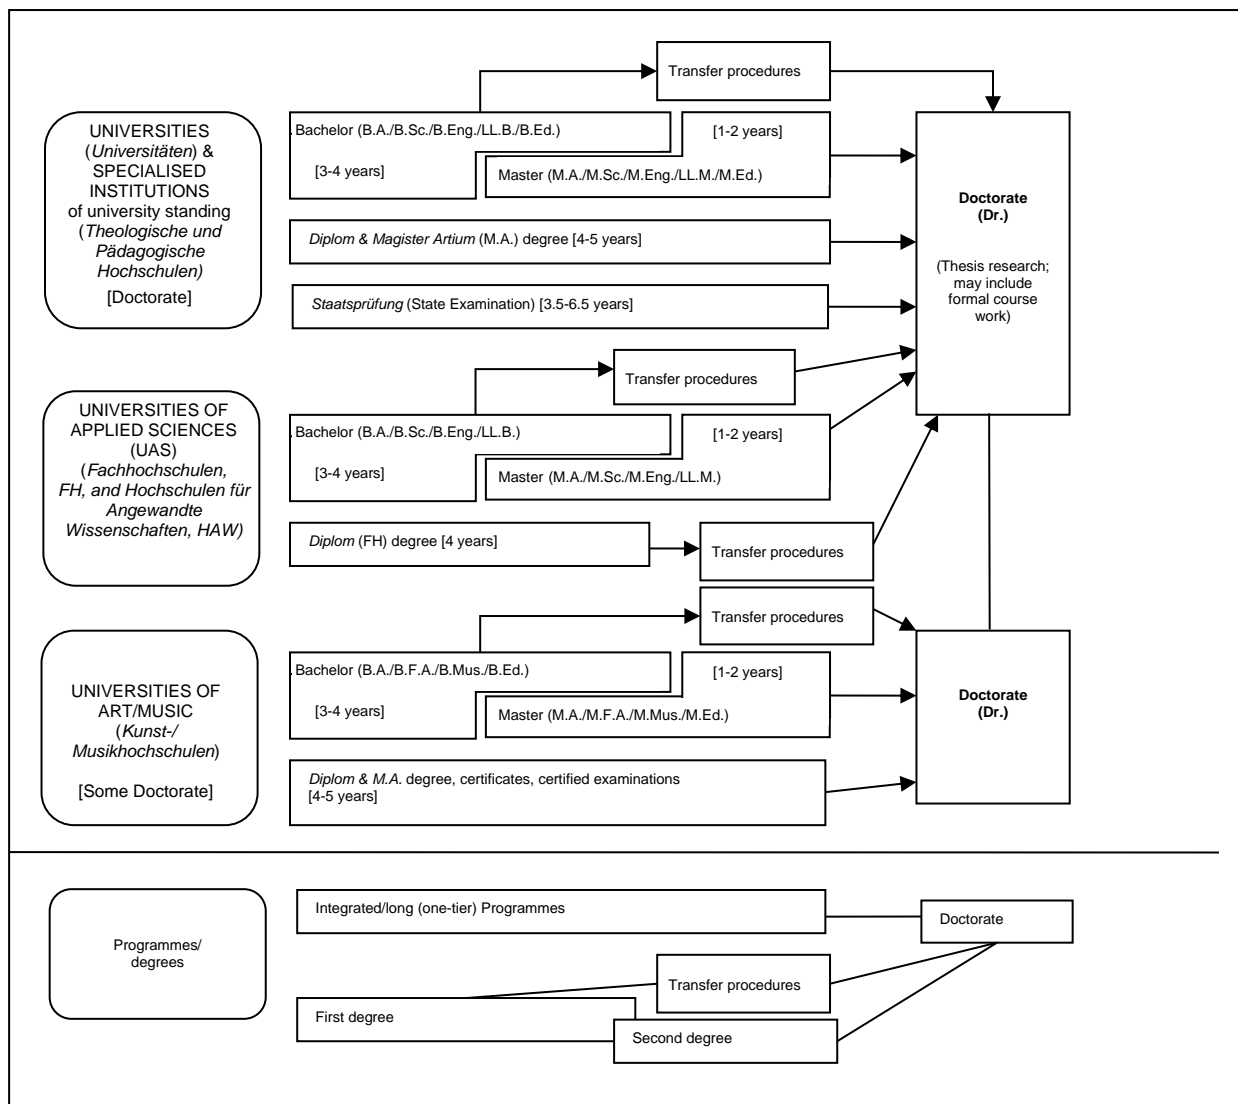 Transfer procedures
UNIVERSITIES
(Universitäten) &
SPECIALISED
INSTITUTIONS
of university standing
(Theologische und
Pädagogische
Hochschulen)
[Doctorate]
. Bachelor (B.A./B.Sc./B.Eng./LL.B./B.Ed.)
[3-4 years]
[1-2 years]
Master (M.A./M.Sc./M.Eng./LL.M./M.Ed.)
Diplom & Magister Artium (M.A.) degree [4-5 years]
Staatsprüfung (State Examination) [3.5-6.5 years]
Doctorate
(Dr.)
(Thesis research;
may include
formal course
work)
Transfer procedures
UNIVERSITIES OF
APPLIED SCIENCES
(UAS)
(Fachhochschulen,
FH, and Hochschulen für
Angewandte
Wissenschaften, HAW)
. Bachelor (B.A./B.Sc./B.Eng./LL.B.)
[3-4 years]
[1-2 years]
Master (M.A./M.Sc./M.Eng./LL.M.)
Diplom (FH) degree [4 years]
Transfer procedures
Transfer procedures
UNIVERSITIES OF
ART/MUSIC
(Kunst-/
Musikhochschulen)
[Some Doctorate]
. Bachelor (B.A./B.F.A./B.Mus./B.Ed.)
[3-4 years]
[1-2 years]
Master (M.A./M.F.A./M.Mus./M.Ed.)
Diplom & M.A. degree, certificates, certified examinations
[4-5 years]
Doctorate
(Dr.)
Programmes/
degrees
Integrated/long (one-tier) Programmes
Doctorate
Transfer procedures
First degree
Second degree